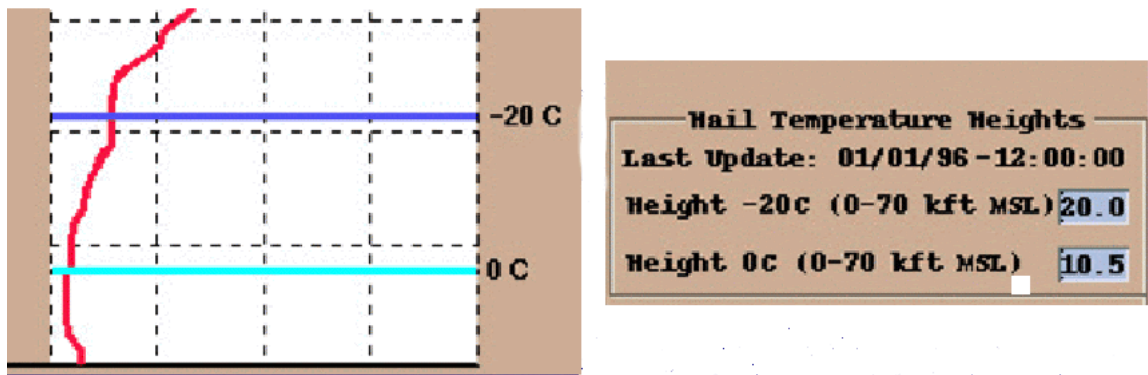 -20 C
0 C
Hail Temperature Heights
Last Update: 01/01/96 -12:00:00
Height -20C (0-70 kft MSL) 20.0
Height 0C (0-70 kft MSL) 10.5